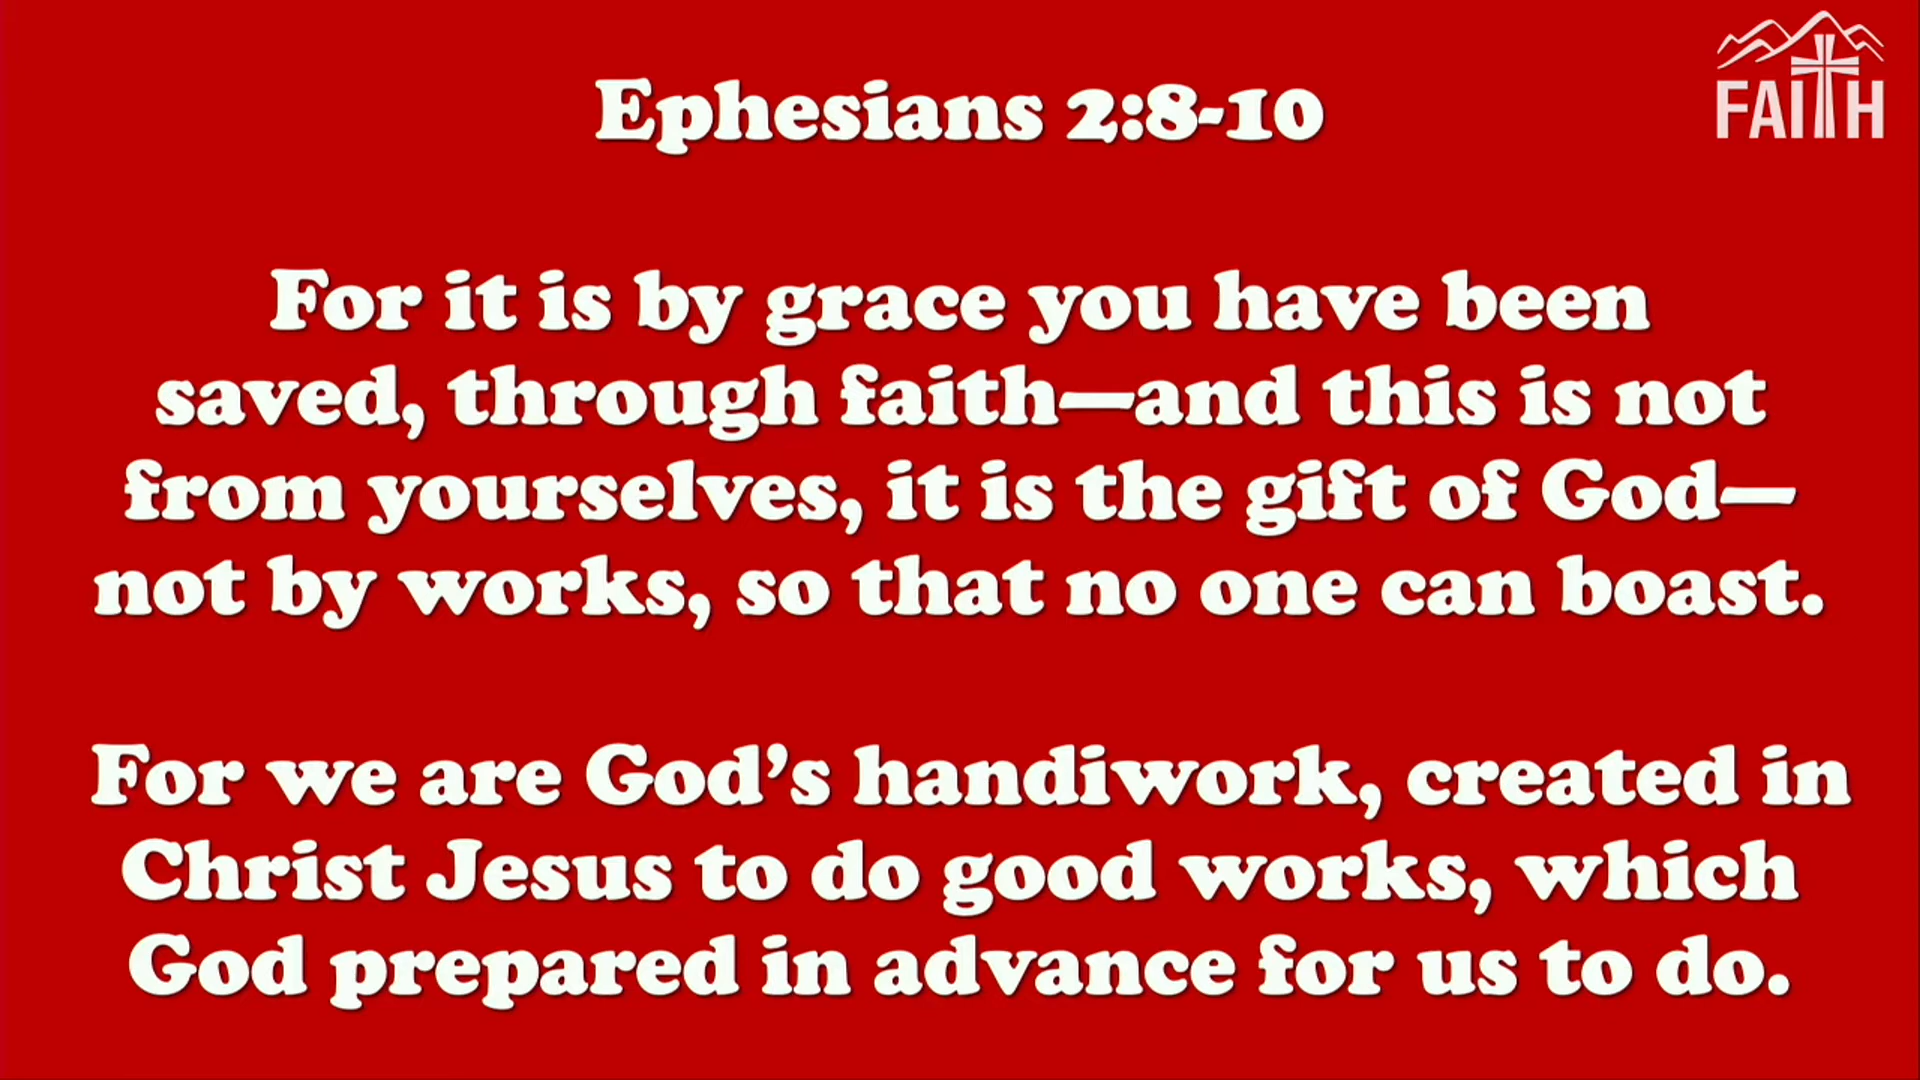 FAITH
Ephesians 2:8-10
For it is by grace you have been
saved, through faith—and this is not
from yourselves, it is the gift of God—
not by works, so that no one can boast.
For we are God’s handiwork, created in
Christ Jesus to do good works, which
God prepared in advance for us to do.